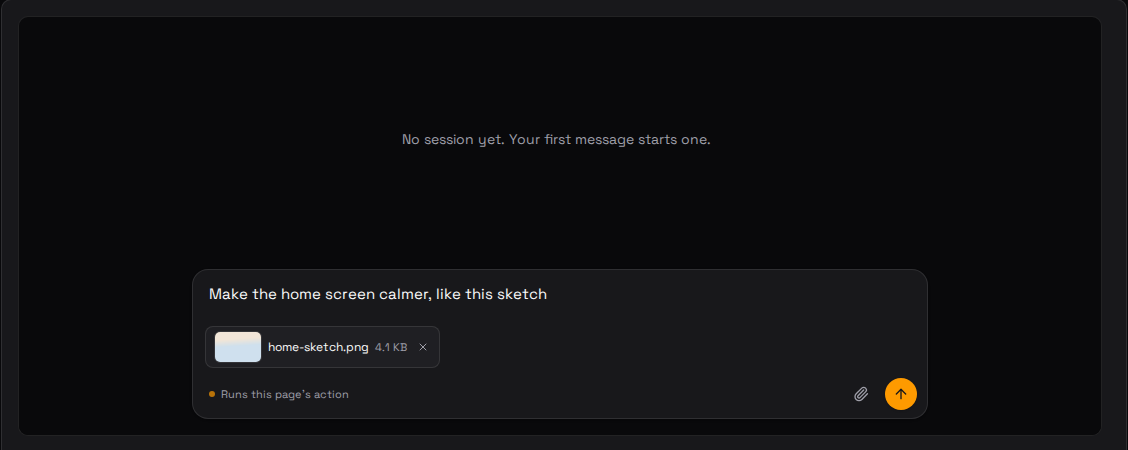 No session yet. Your first message starts one.
Make the home screen calmer, like this sketch
home-sketch.png 4.1 KB
Runs this page's action